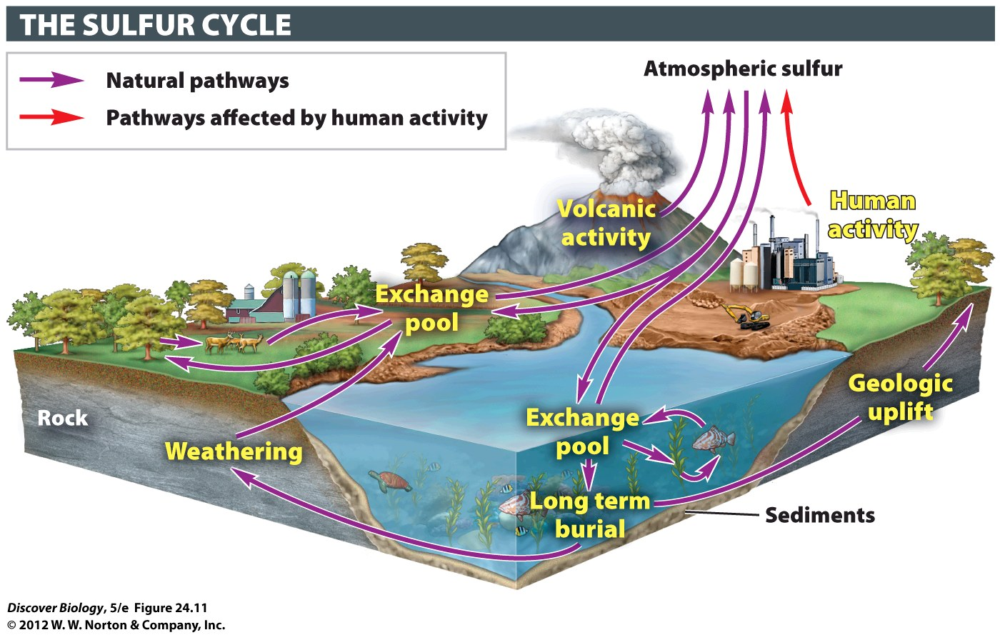 THE SULFUR CYCLE
Natural pathways
Pathways affected by human activity
Atmospheric sulfur
Volcanic
activity
Human
activity
Exchange
pool
Rock
Weathering
Exchange
pool
Geologic
uplift
Long term
burial
Sediments
Discover Biology, 5/e Figure 24.11
© 2012 W. W. Norton & Company, Inc.